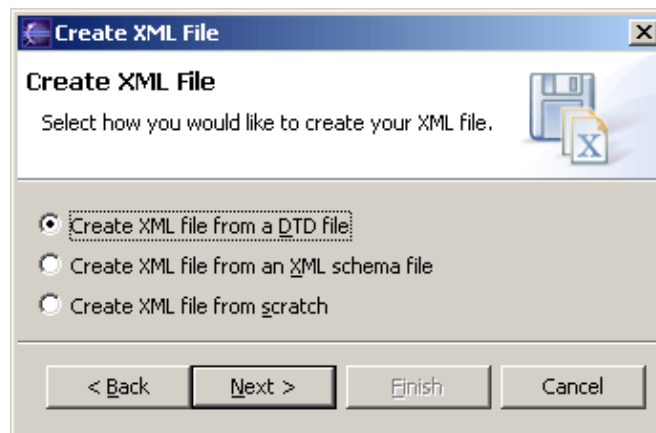 Create XML File
Create XML File
Select how you would like to create your XML file.
X
Create XML file from a DTD file
Create XML file from an XML schema file
Create XML file from scratch
< Back Next > Finish Cancel